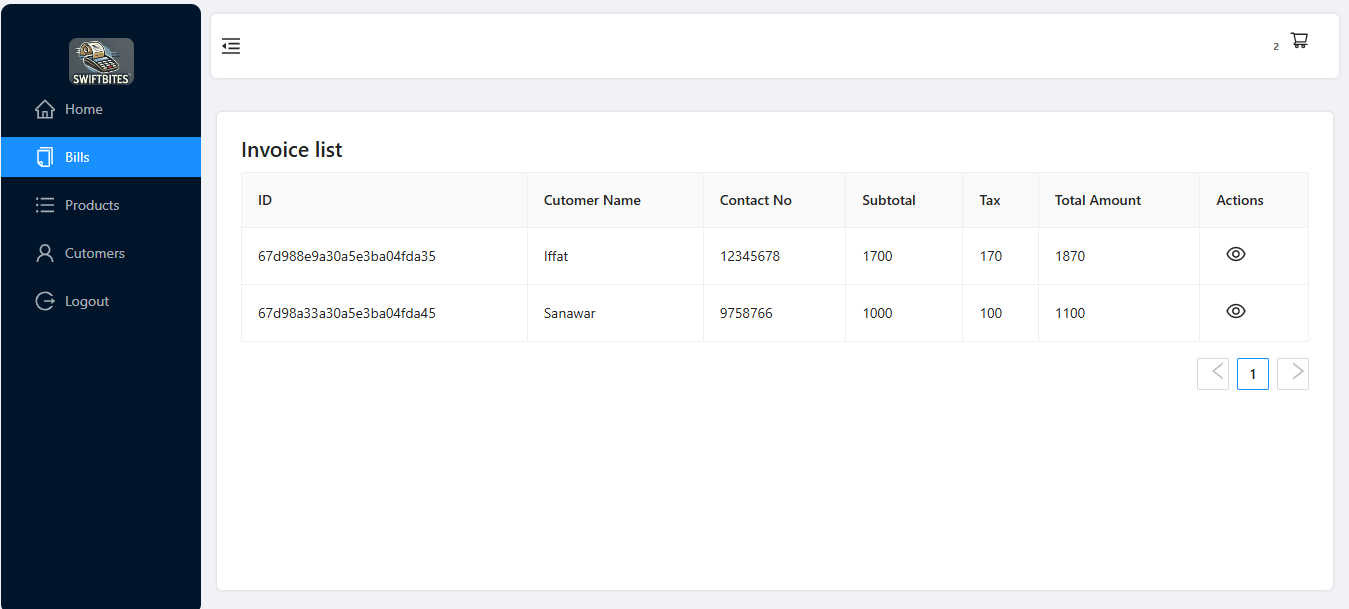 SWIFTBITES
Home
Bills
Products
Cutomers
Logout
2
Invoice list
ID Cutomer Name Contact No Subtotal Tax Total Amount Actions
67d988e9a30a5e3ba04fda35 Iffat 12345678 1700 170 1870
67d98a33a30a5e3ba04fda45 Sanawar 9758766 1000 100 1100
1